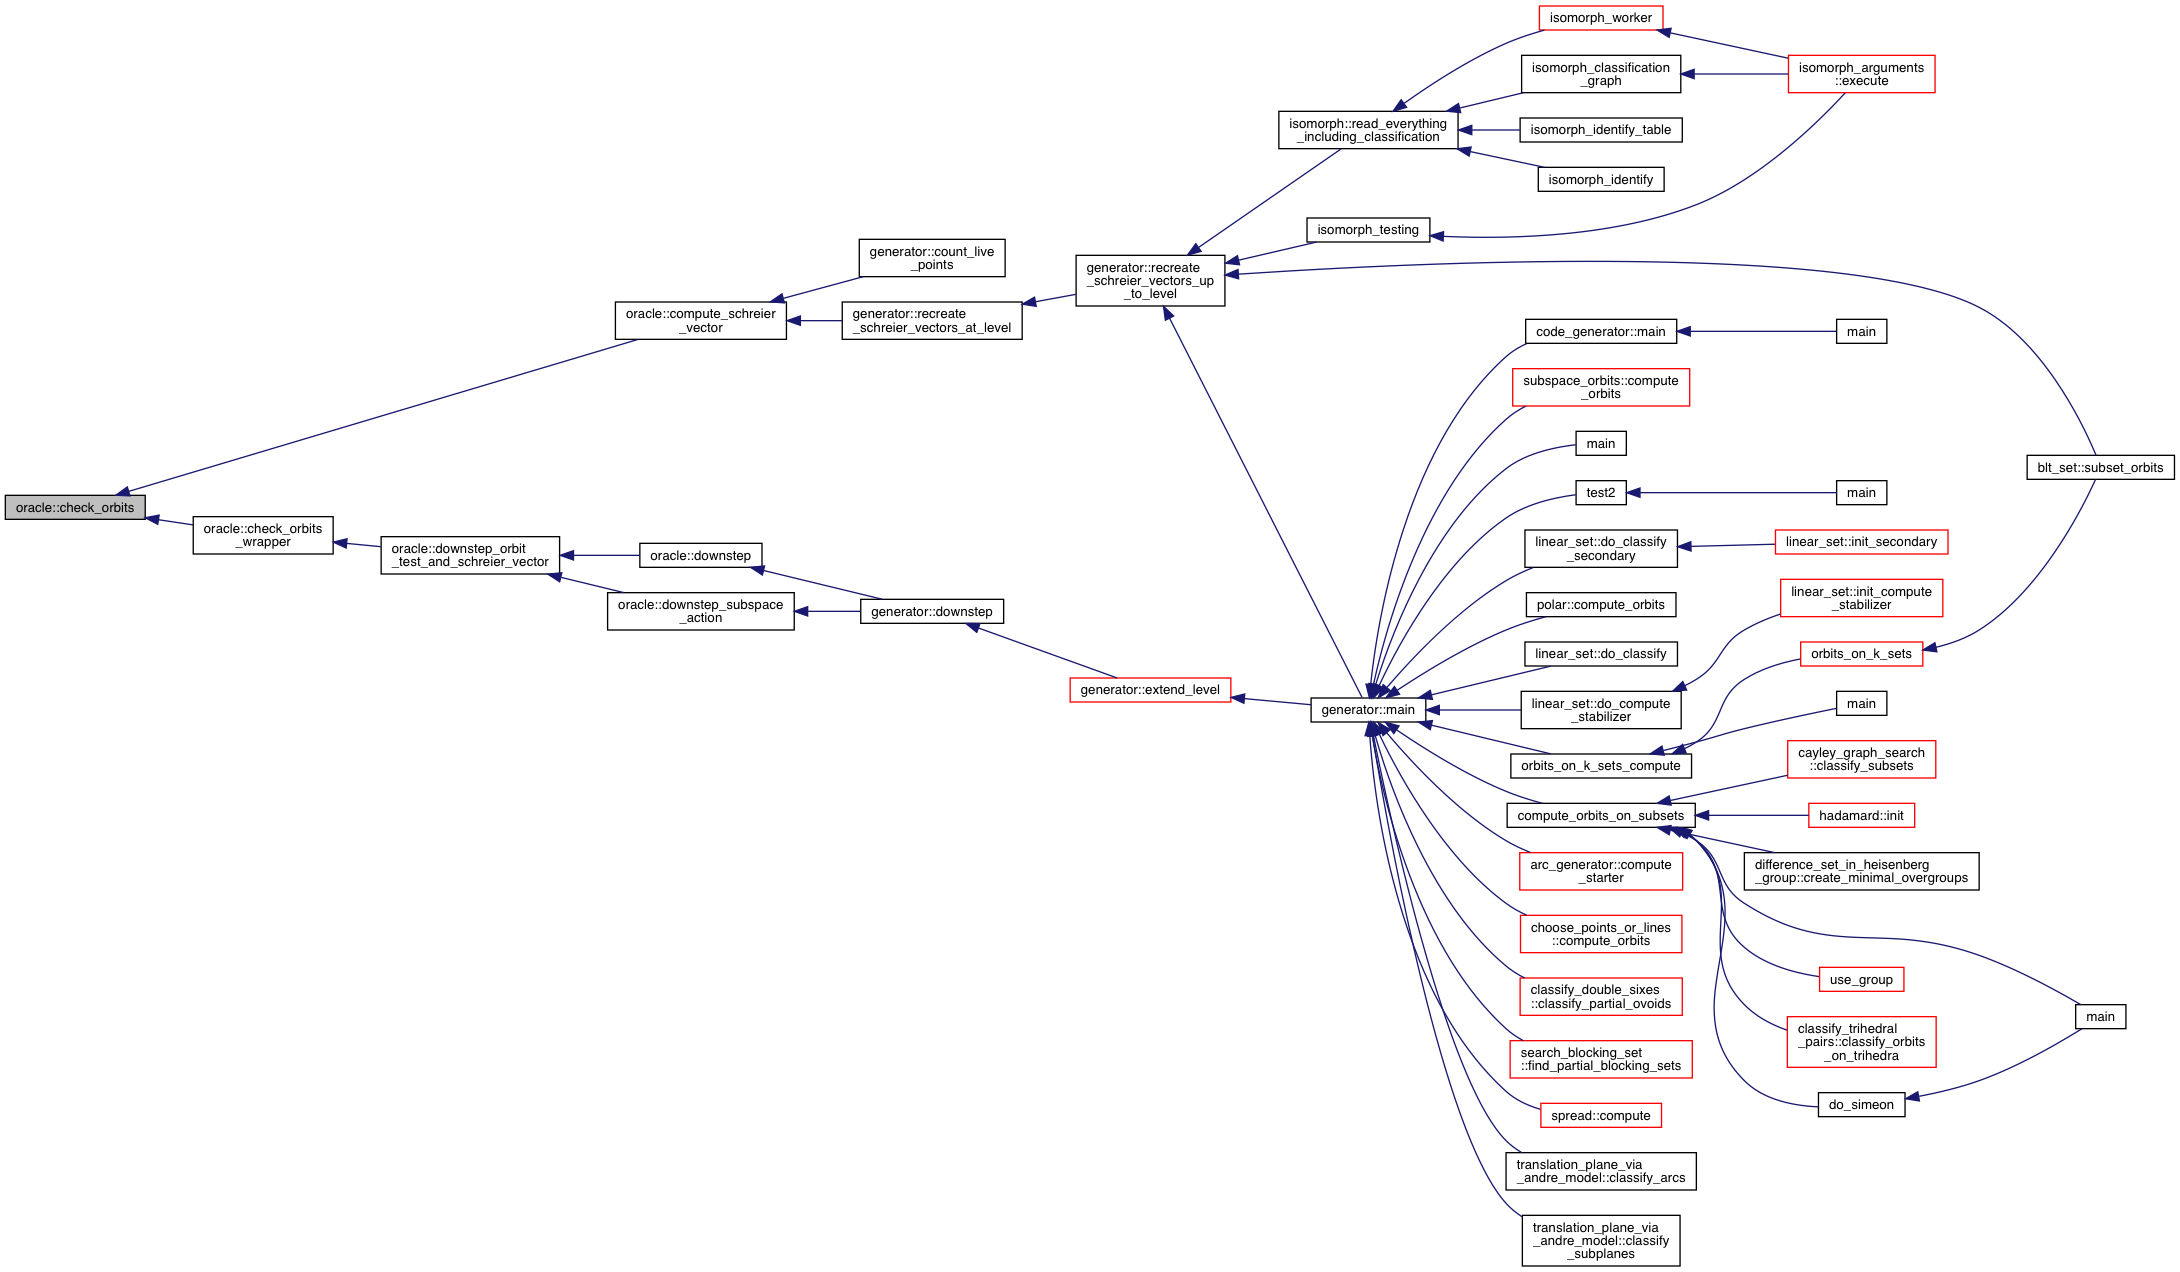 oracle::check_orbits
oracle::compute_schreier
_vector
generator::count_live
_points
generator::recreate
_schreier_vectors_at_level
generator::recreate
_schreier_vectors_up
_to_level
isomorph::read_everything
_including_classification
isomorph_worker
isomorph_arguments
::execute
isomorph_classification
_graph
isomorph_identify_table
isomorph_identify
isomorph_testing
blt_set::subset_orbits
oracle::check_orbits
_wrapper
oracle::downstep_orbit
_test_and_schreier_vector
oracle::downstep
oracle::downstep_subspace
_action
generator::downstep
generator::extend_level
generator::main
code_generator::main
main
subspace_orbits::compute
_orbits
main
test2
main
linear_set::do_classify
_secondary
linear_set::init_secondary
polar::compute_orbits
linear_set::do_classify
linear_set::do_compute
_stabilizer
linear_set::init_compute
_stabilizer
orbits_on_k_sets_compute
orbits_on_k_sets
main
compute_orbits_on_subsets
cayley_graph_search
::classify_subsets
hadamard::init
difference_set_in_heisenberg
_group::create_minimal_overgroups
main
use_group
classify_trihedral
_pairs::classify_orbits
_on_trihedra
do_simeon
arc_generator::compute
_starter
choose_points_or_lines
::compute_orbits
classify_double_sixes
::classify_partial_ovoids
search_blocking_set
::find_partial_blocking_sets
spread::compute
translation_plane_via
_andre_model::classify_arcs
translation_plane_via
_andre_model::classify
_subplanes